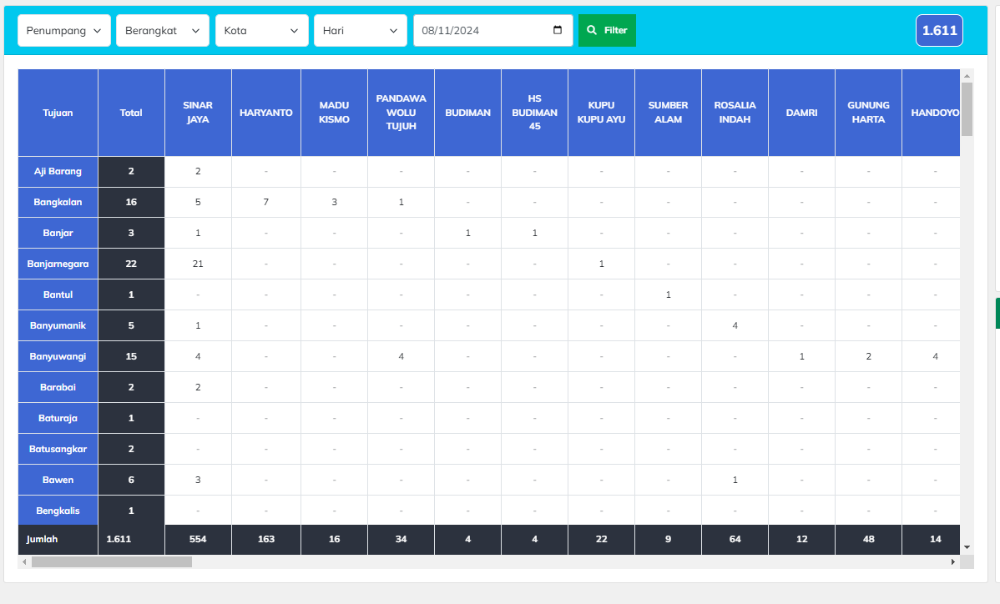 Penumpang Berangkat Kota Hari 08/11/2024 Filter 1.611
Tujuan Total SINAR JAYA HARYANTO MADU KISMO PANDAWA WOLU TUJUH BUDIMAN HS BUDIMAN 45 KUPU KUPU AYU SUMBER ALAM ROSALIA INDAH DAMRI GUNUNG HARTA HANDOYO
Aji Barang 2 2 - - - - - - - - - - -
Bangkalan 16 5 7 3 1 - - - - - - - -
Banjar 3 1 - - - 1 1 - - - - - -
Banjarnegara 22 21 - - - - - 1 - - - - -
Bantul 1 - - - - - - - 1 - - - -
Banyumanik 5 1 - - - - - - - 4 - - -
Banyuwangi 15 4 - - 4 - - - - - 1 2 4
Barabai 2 2 - - - - - - - - - - -
Baturaja 1 - - - - - - - - - - - -
Batusangkar 2 - - - - - - - - - - - -
Bawen 6 3 - - - - - - - 1 - - -
Bengkalis 1 - - - - - - - - - - - -
Jumlah 1.611 554 163 16 34 4 4 22 9 64 12 48 14